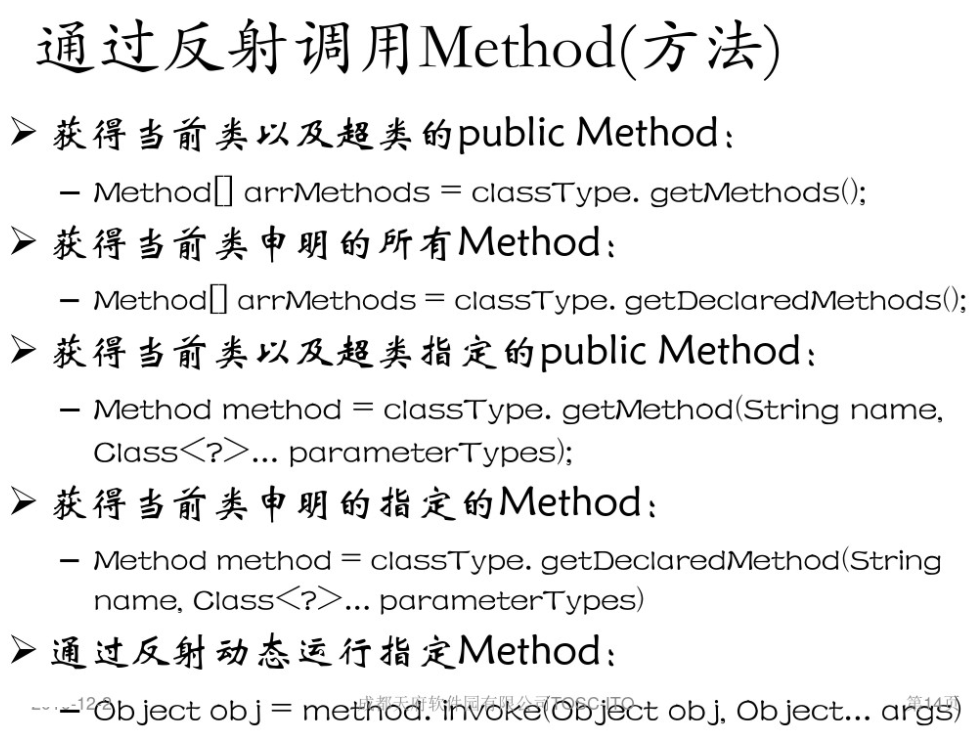 通过反射调用Method(方法)
➢ 获得当前类以及超类的public Method：
– Method[] arrMethods = classType. getMethods();
➢ 获得当前类申明的所有Method：
– Method[] arrMethods = classType. getDeclaredMethods();
➢ 获得当前类以及超类指定的public Method：
– Method method = classType. getMethod(String name,
Class<?>... parameterTypes);
➢ 获得当前类申明的指定的Method：
– Method method = classType. getDeclaredMethod(String
name, Class<?>... parameterTypes)
➢ 通过反射动态运行指定Method：
– Object obj = method. invoke(Object obj, Object... args)
-12-2
成都天府软件园有限公司TOSC-ITO
第14页